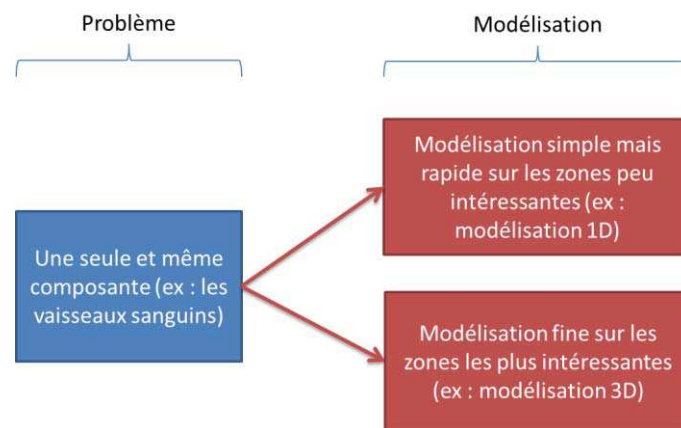 Problème
Modélisation
Modélisation simple mais
rapide sur les zones peu
intéressantes (ex :
modélisation 1D)
Une seule et même
composante (ex : les
vaisseaux sanguins)
Modélisation fine sur les
zones les plus intéressantes
(ex : modélisation 3D)